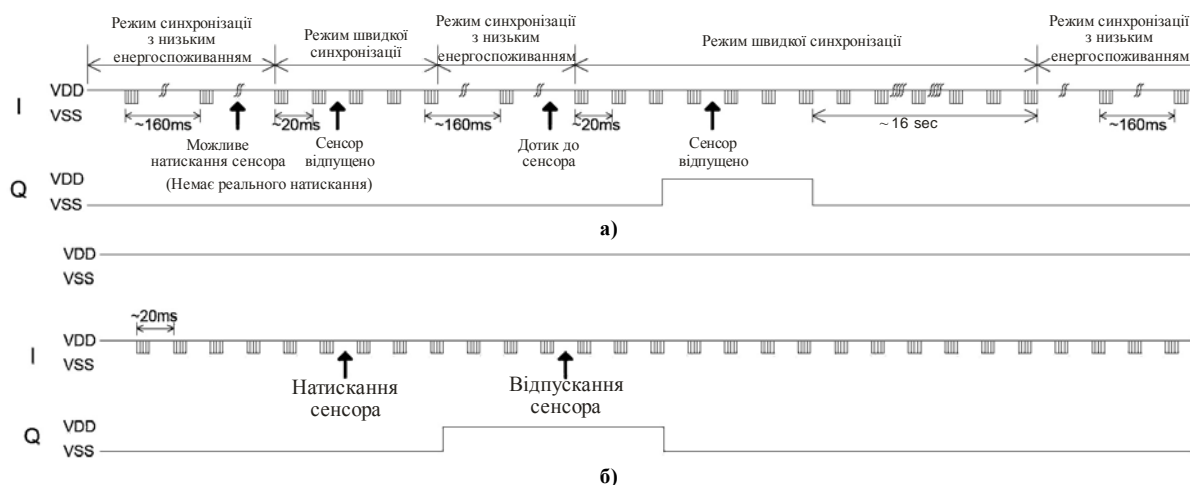 Режим синхронізації
з низьким
енергоспоживанням
Режим швидкої
синхронізації
Режим синхронізації
з низьким
енергоспоживанням
Режим швидкої синхронізації
Режим синхронізації
з низьким
енергоспоживанням
I
VDD
VSS
~160ms
~20ms
~160ms
~20ms
~ 16 sec
~160ms
Можливе
натискання сенсора
(Немає реального натискання)
Сенсор
відпущено
Дотик до
сенсора
Сенсор
відпущено
Q
VDD
VSS
а)
VDD
VSS
~20ms
I
VDD
VSS
Натискання
сенсора
Відпускання
сенсора
Q
VDD
VSS
б)